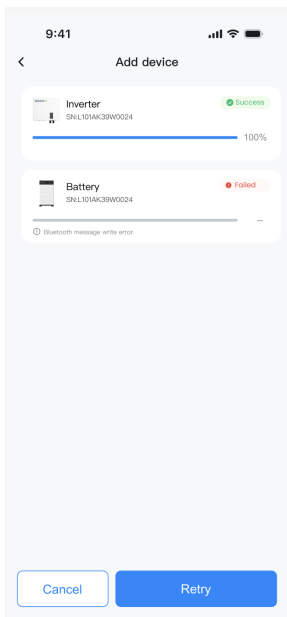 9:41
Add device
Inverter
Success
SN:L101AK39W0024
100%
Battery
Failed
SN:L101AK39W0024
--
Bluetooth message write error
Cancel
Retry